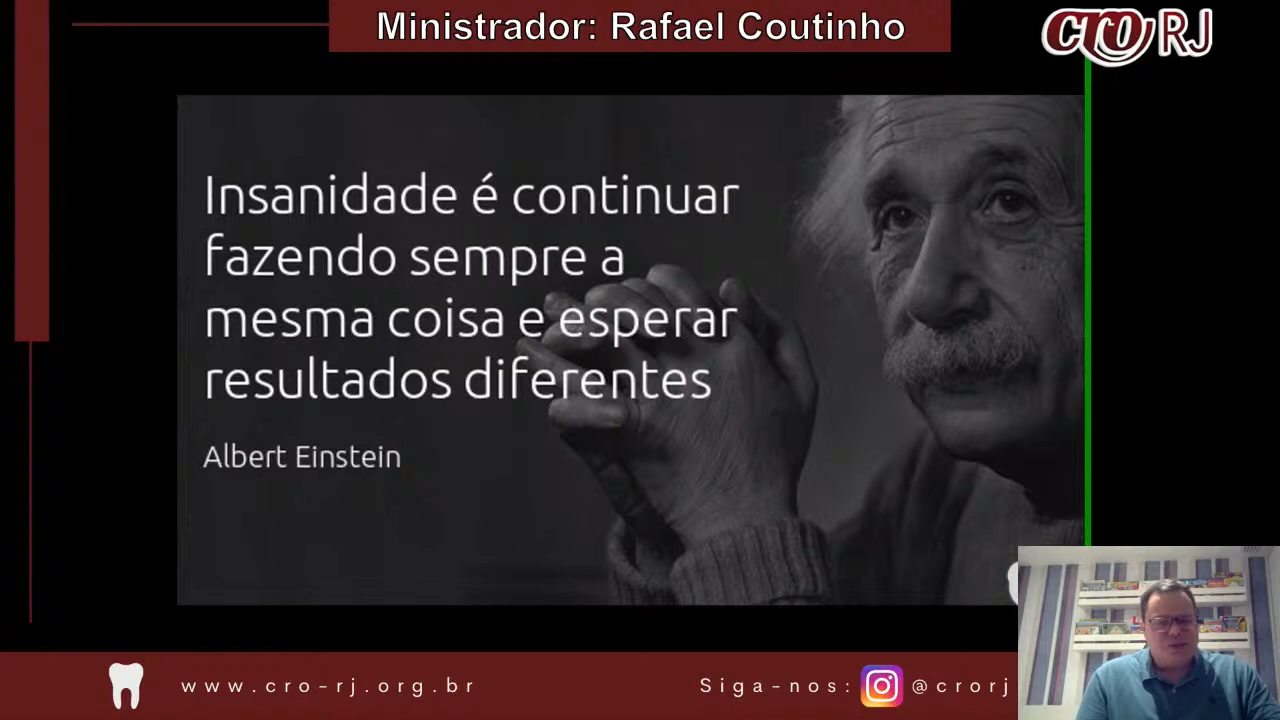 Ministrador: Rafael Coutinho
CRO RJ
Insanidade é continuar
fazendo sempre a
mesma coisa e esperar
resultados diferentes
Albert Einstein
www.cro-rj.org.br
Siga-nos: @crorj